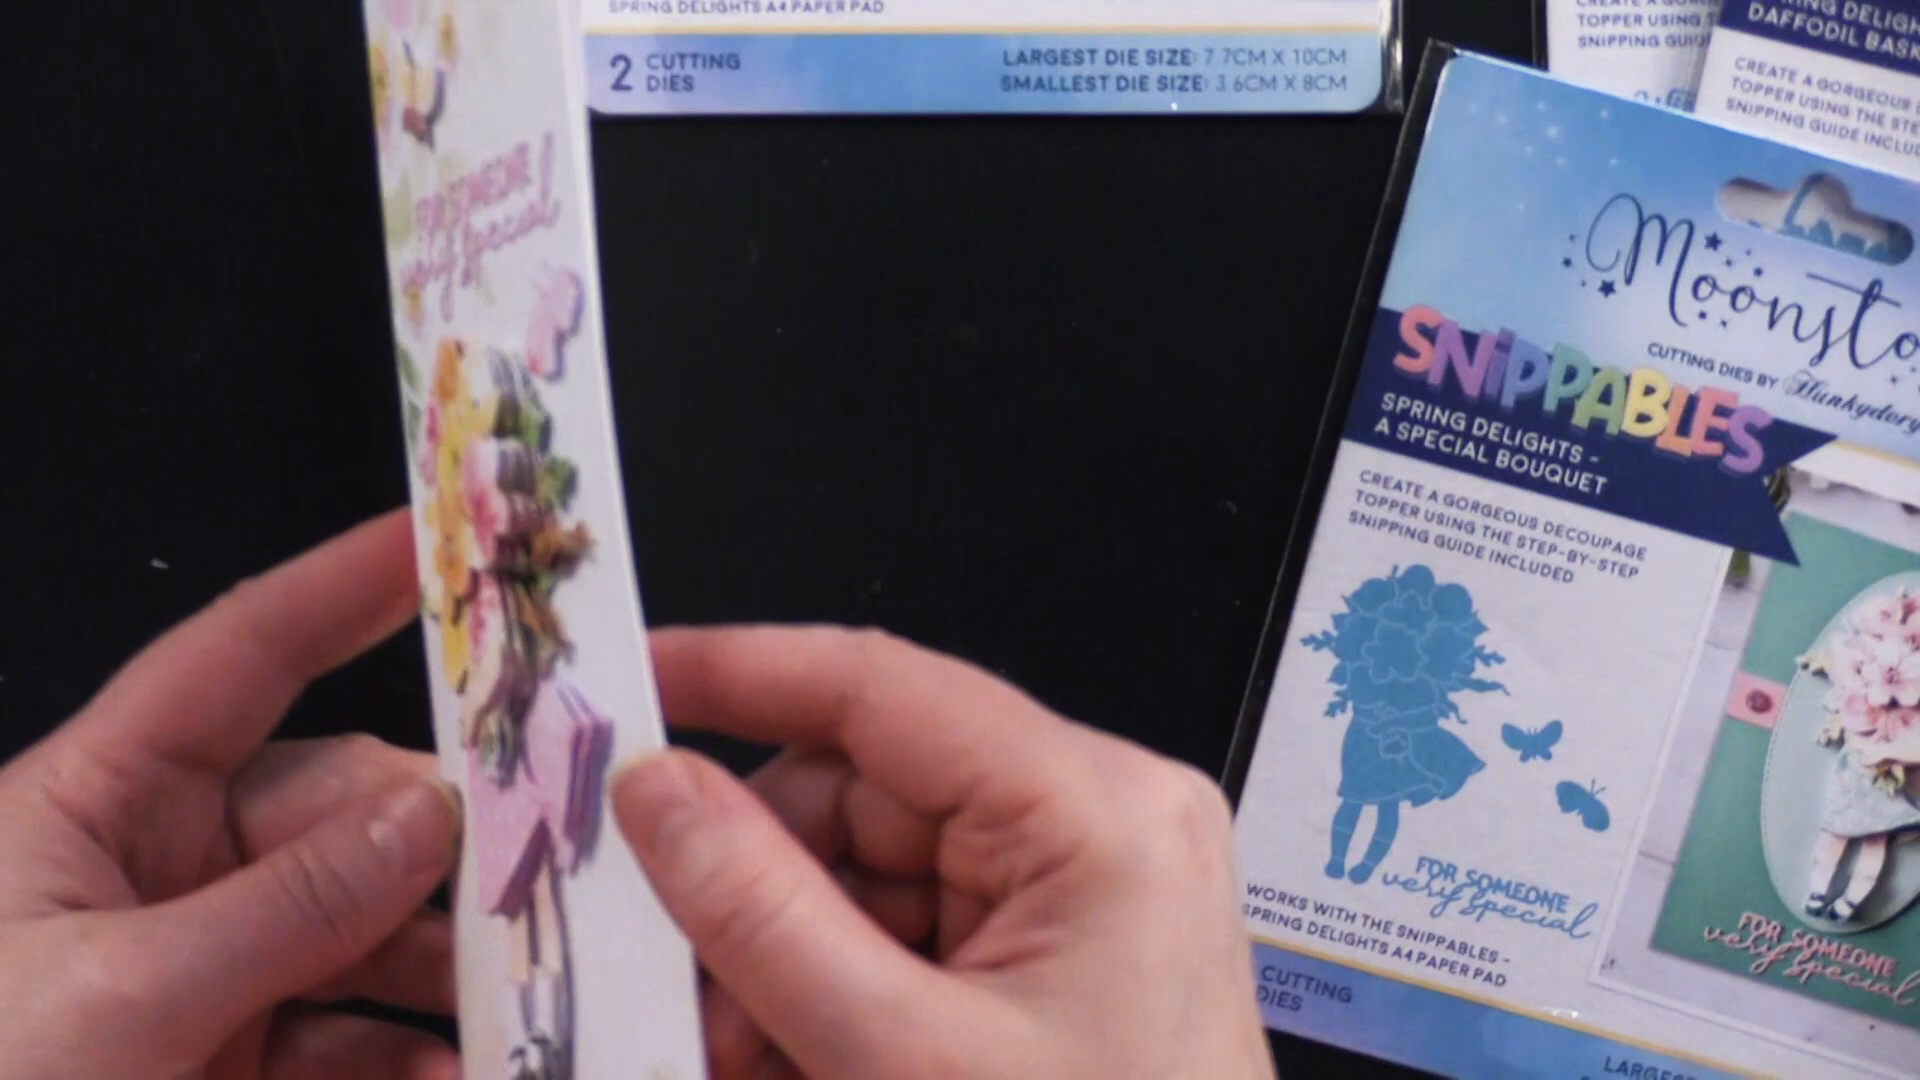 SPRING DELIGHTS A4 PAPER PAD
2 CUTTING
DIES
LARGEST DIE SIZE: 7.7CM X 10CM
SMALLEST DIE SIZE: 3.6CM X 8CM
FOR SOMEONE
very special
TOPPER USING
SNIPPING GUID
DAFFODIL BASK
CREATE A GORGEOUS
TOPPER USING THE STE
SNIPPING GUIDE INCLU
Moonsto
CUTTING DIES BY Hunkydory
SNIPPABLES
SPRING DELIGHTS -
A SPECIAL BOUQUET
CREATE A GORGEOUS DECOUPAGE
TOPPER USING THE STEP-BY-STEP
SNIPPING GUIDE INCLUDED
FOR SOMEONE
very special
WORKS WITH THE SNIPPABLES -
SPRING DELIGHTS A4 PAPER PAD
FOR SOMEONE
very special
CUTTING
DIES
LARGES